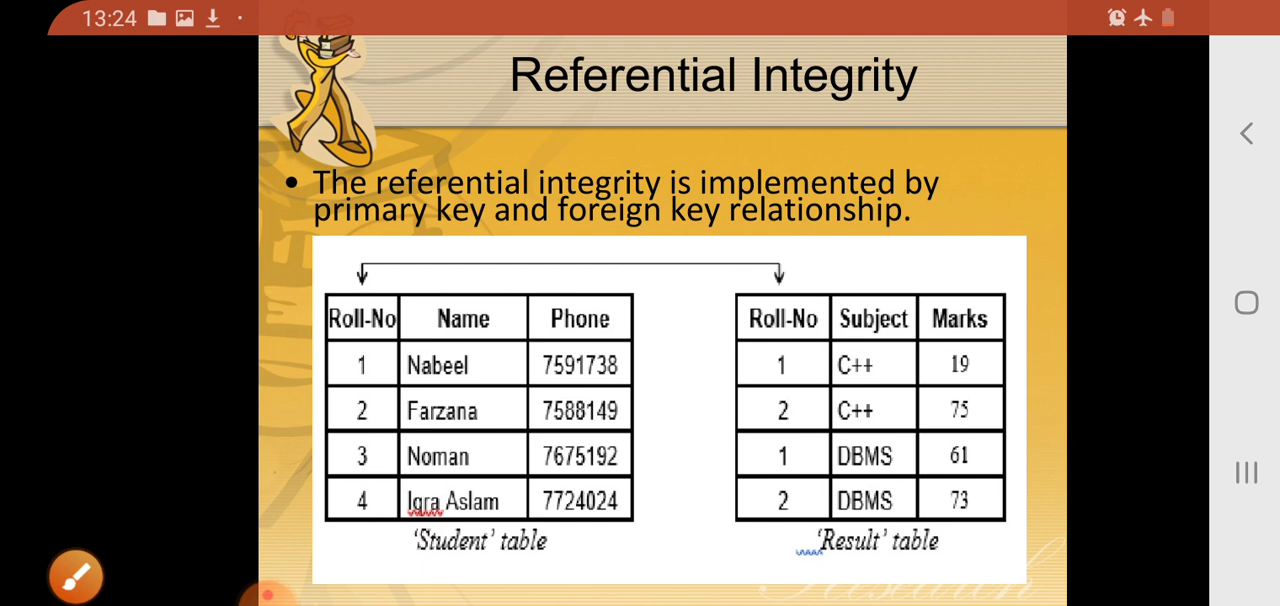 13:24
Referential Integrity
• The referential integrity is implemented by
primary key and foreign key relationship.
Roll-No Name Phone
1 Nabeel 7591738
2 Farzana 7588149
3 Noman 7675192
4 Iqra Aslam 7724024
‘Student’ table
Roll-No Subject Marks
1 C++ 19
2 C++ 75
1 DBMS 61
2 DBMS 73
‘Result’ table